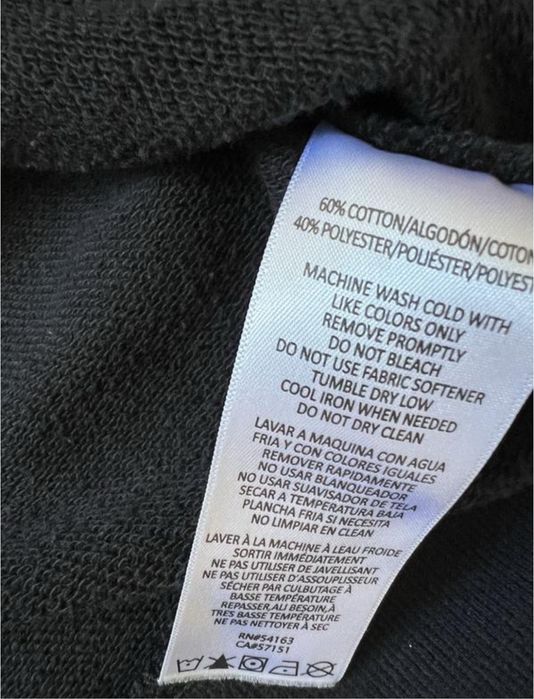 60% COTTON/ALGODÓN/COTON
40% POLYESTER/POLIÉSTER/POLYEST
MACHINE WASH COLD WITH
LIKE COLORS ONLY
REMOVE PROMPTLY
DO NOT BLEACH
DO NOT USE FABRIC SOFTENER
TUMBLE DRY LOW
COOL IRON WHEN NEEDED
DO NOT DRY CLEAN
LAVAR A MAQUINA CON AGUA
FRIA Y CON COLORES IGUALES
REMOVER RAPIDAMENTE
NO USAR BLANQUEADOR
NO USAR SUAVISADOR DE TELA
SECAR A TEMPERATURA BAJA
PLANCHA FRIA SI NECESITA
NO LIMPIAR EN CLEAN
LAVER À LA MACHINE À LEAU FROIDE
SORTIR IMMÉDIATEMENT
NE PAS UTILISER DE JAVELLISANT
NE PAS UTILISER D'ASSOUPLISSEUR
SÉCHER PAR CULBUTAGE À
BASSE TEMPÉRATURE
REPASSER,AU BESOIN,À
TRES BASSE TEMPÉRATURE
NE PAS NETTOYER À SEC
RN#54163
CA#57151